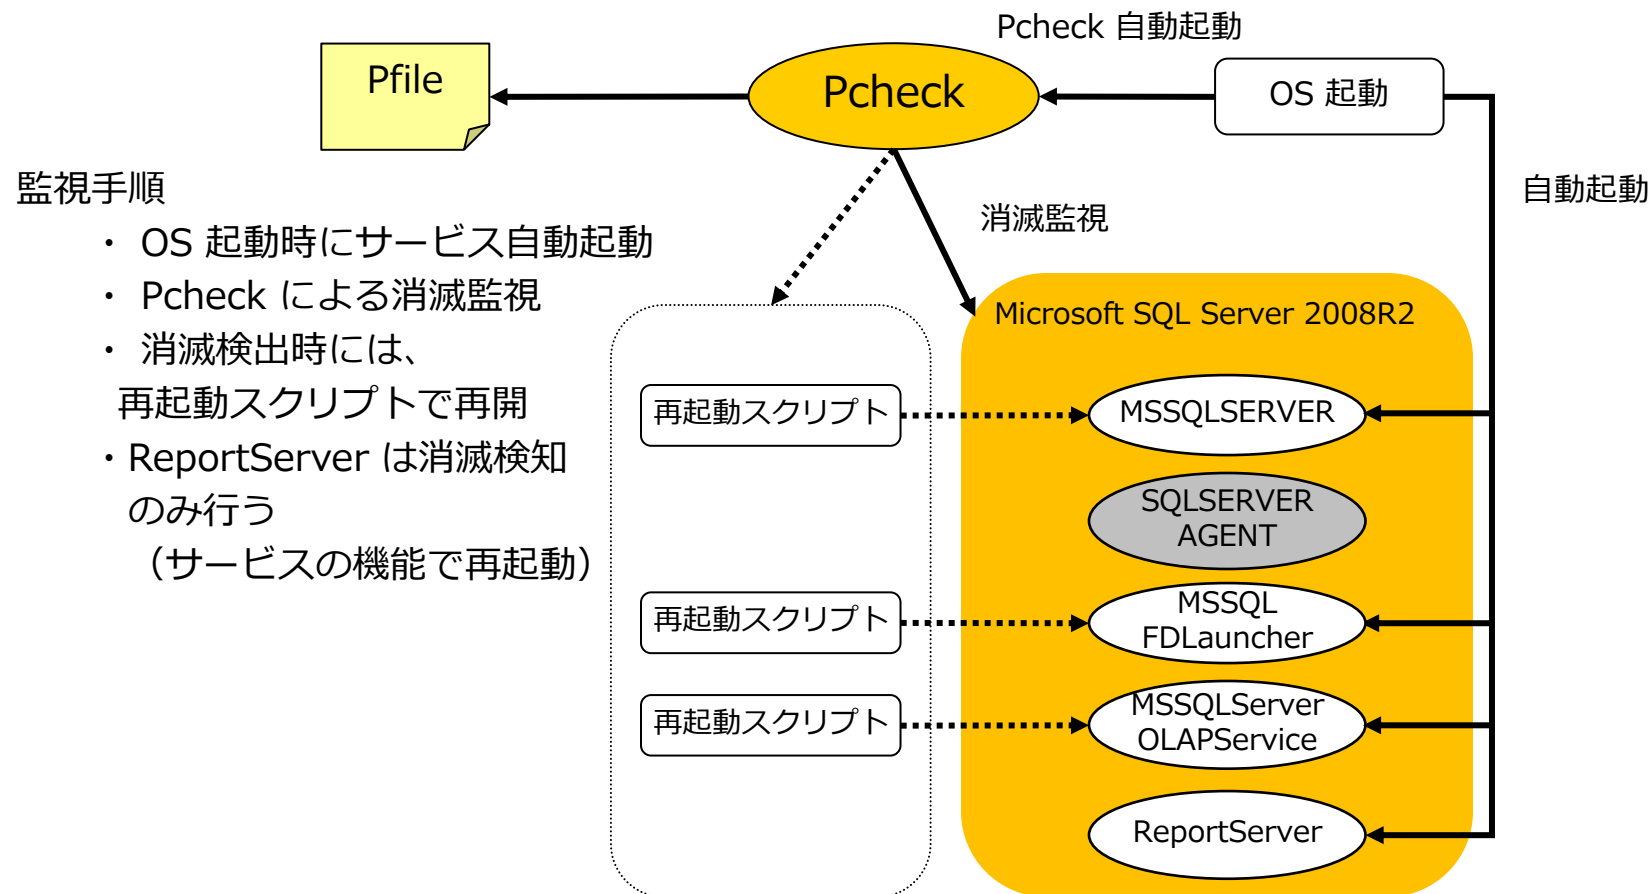 Pcheck 自動起動
Pfile
Pcheck
OS 起動
監視手順
・ OS 起動時にサービス自動起動
・ Pcheck による消滅監視
・ 消滅検出時には、
再起動スクリプトで再開
・ReportServer は消滅検知
のみ行う
（サービスの機能で再起動）
消滅監視
自動起動
Microsoft SQL Server 2008R2
再起動スクリプト
MSSQLSERVER
SQLSERVER
AGENT
再起動スクリプト
MSSQL
FDLauncher
再起動スクリプト
MSSQLServer
OLAPService
ReportServer